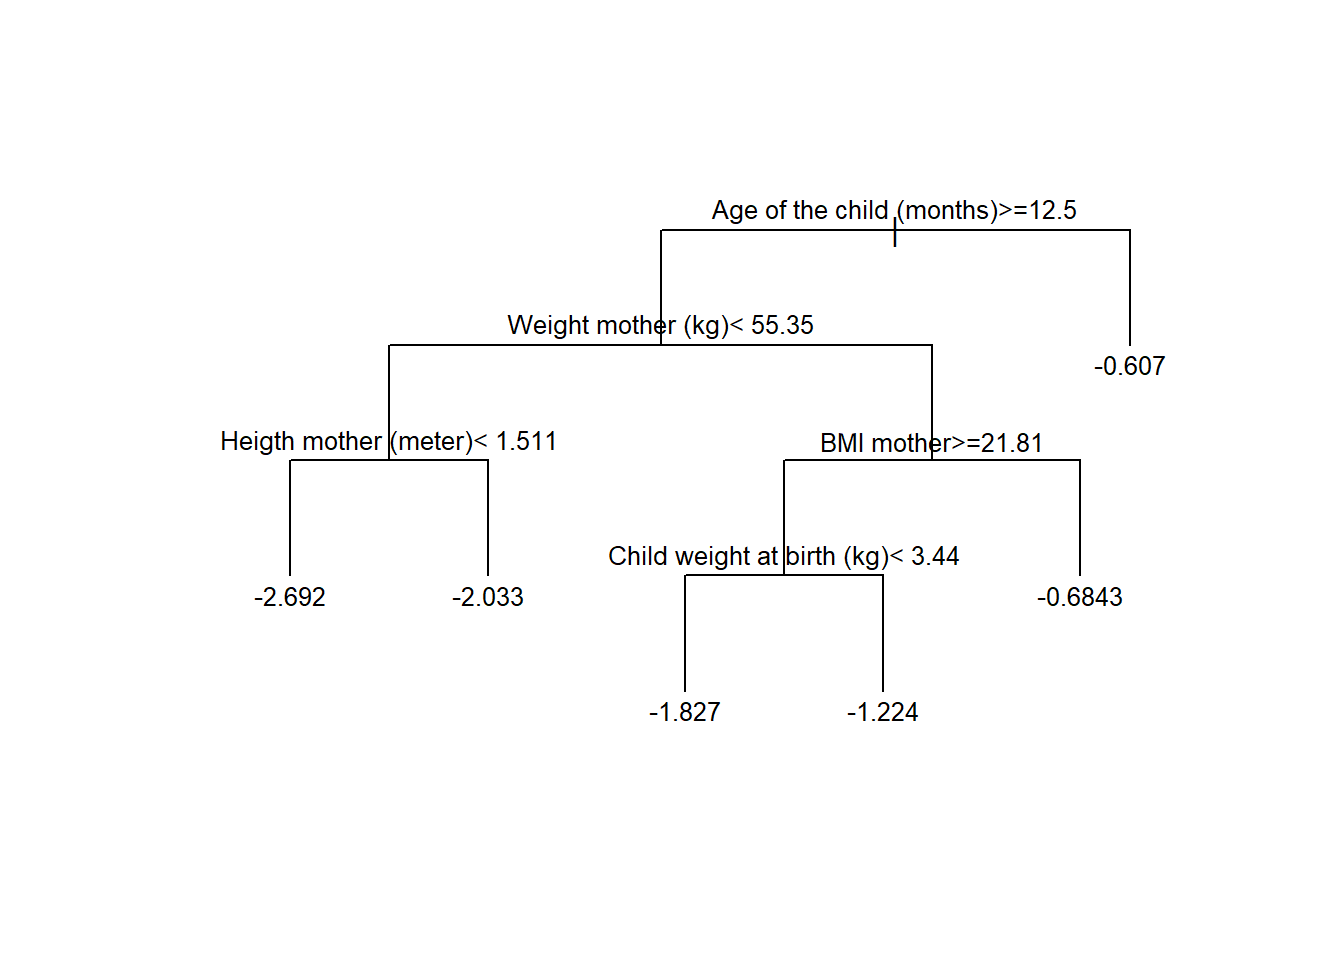 Age of the child (months)>=12.5
Weight mother (kg)< 55.35
-0.607
Heigth mother (meter)< 1.511
BMI mother>=21.81
Child weight at birth (kg)< 3.44
-2.692
-2.033
-0.6843
-1.827
-1.224